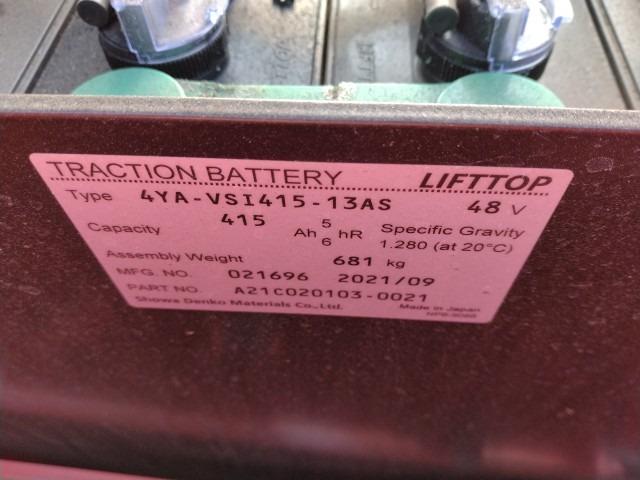 TRACTION BATTERY LIFTTOP
Type 4YA-VSI415-13AS 48 V
Capacity 415 Ah 5/6 hR Specific Gravity
1.280 (at 20°C)
Assembly Weight 681 kg
MFG. NO. 021696 2021/09
PART NO. A21C020103-0021
Showa Denko Materials Co.,Ltd. Made in Japan